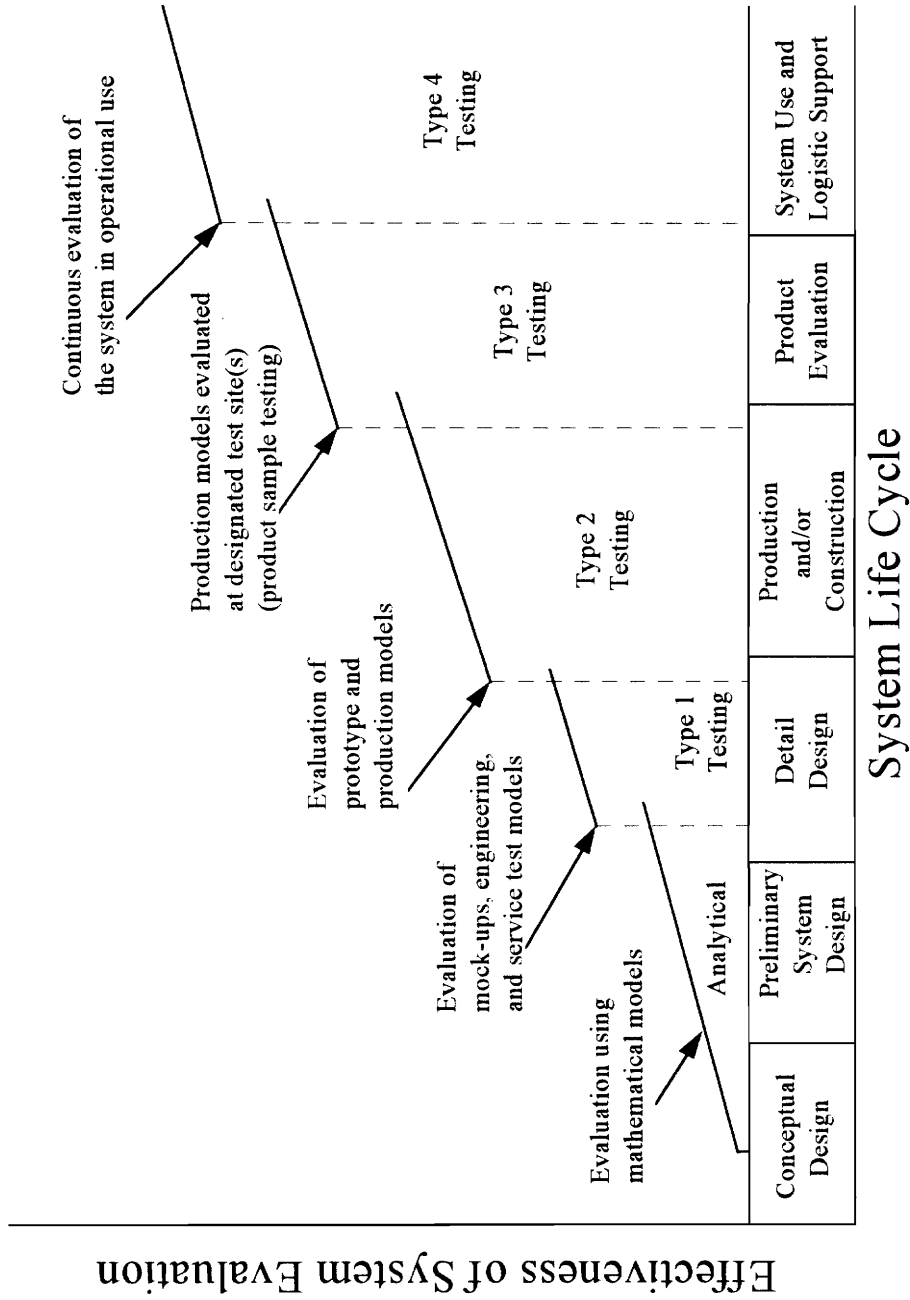 Continuous evaluation of
the system in operational use
Production models evaluated
at designated test site(s)
(product sample testing)
Evaluation of
prototype and
production models
Evaluation of
mock-ups, engineering,
and service test models
Evaluation using
mathematical models
Analytical
Type 1
Testing
Type 2
Testing
Type 3
Testing
Type 4
Testing
Conceptual
Design
Preliminary
System
Design
Detail
Design
Production
and/or
Construction
Product
Evaluation
System Use and
Logistic Support
System Life Cycle
Effectiveness of System Evaluation